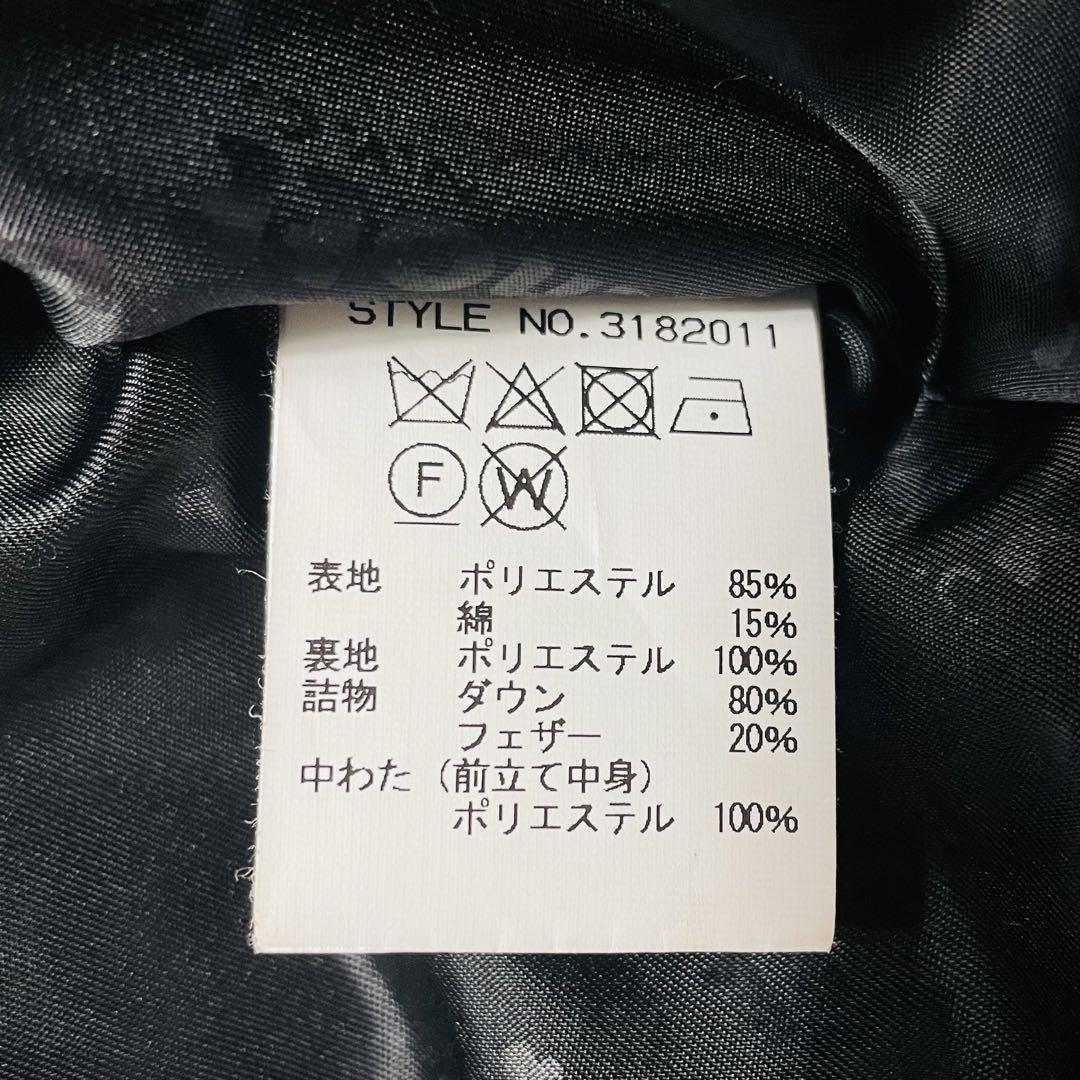 STYLE NO.3182011
F W
表地 ポリエステル 85%
綿 15%
裏地 ポリエステル 100%
詰物 ダウン 80%
フェザー 20%
中わた (前立て中身)
ポリエステル 100%